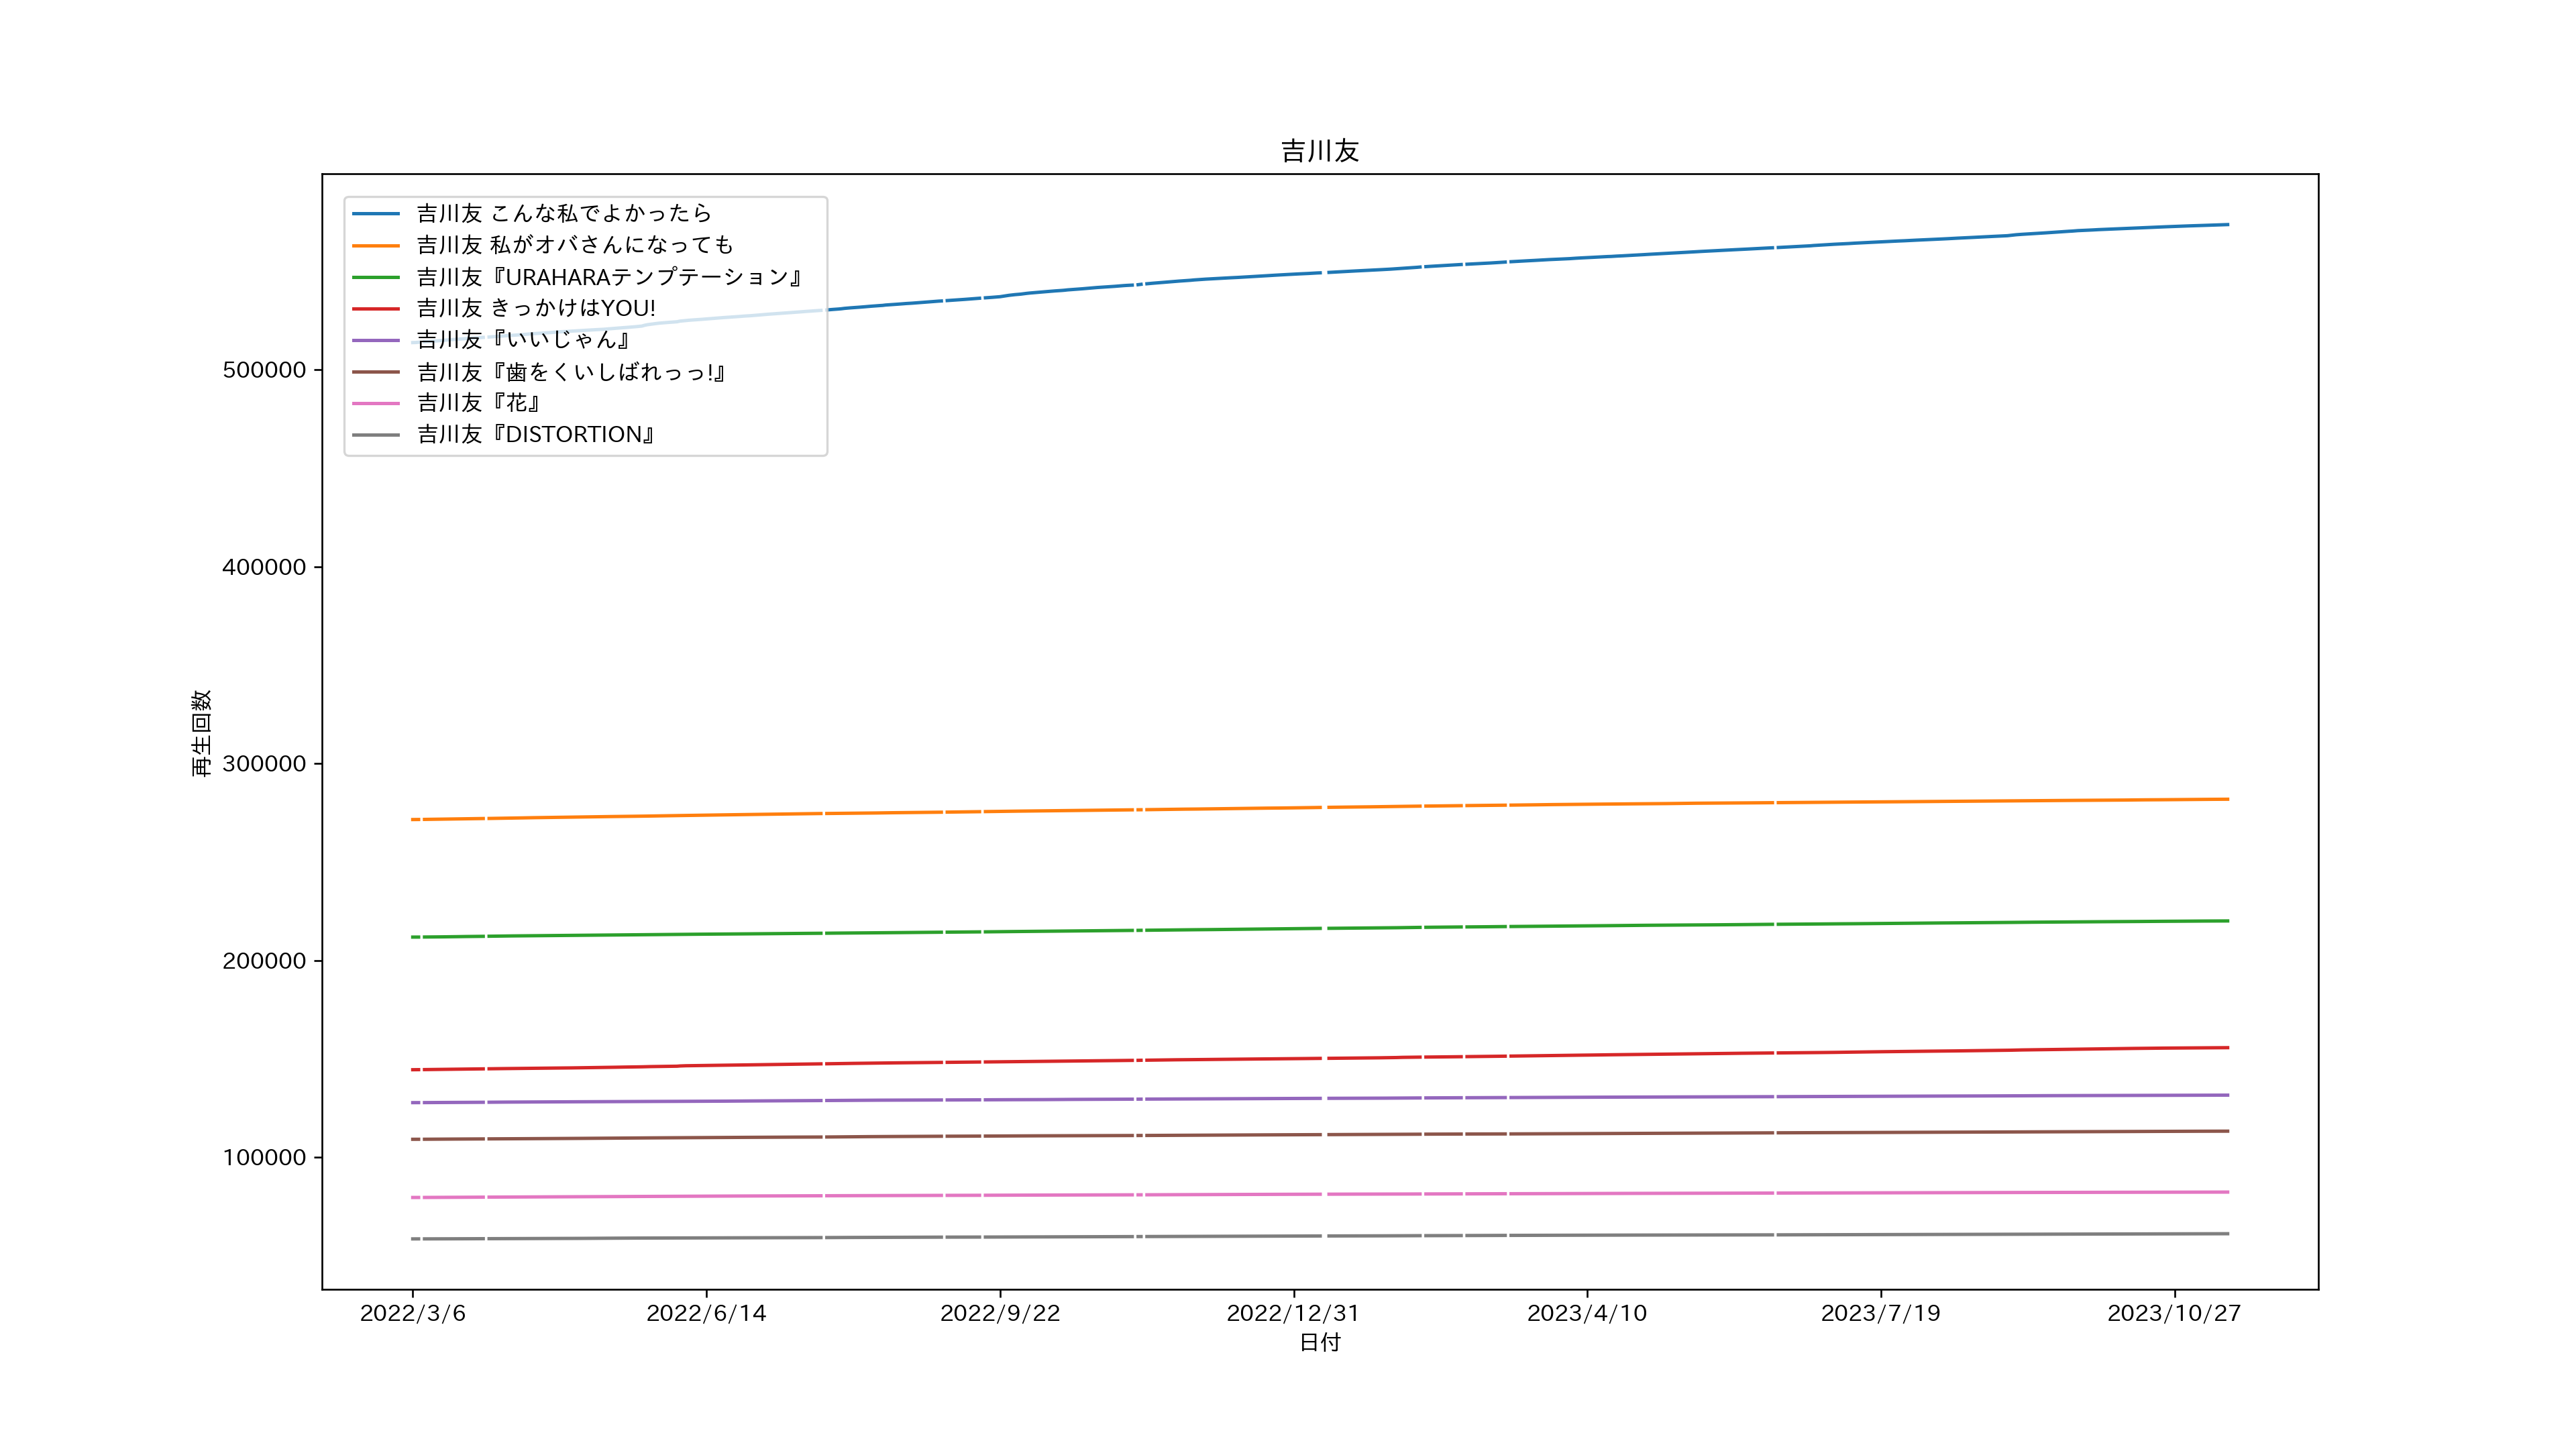 吉川友
吉川友 こんな私でよかったら
吉川友 私がオバさんになっても
吉川友『URAHARAテンプテーション』
吉川友 きっかけはYOU!
吉川友『いいじゃん』
吉川友『歯をくいしばれっっ!』
吉川友『花』
吉川友『DISTORTION』
再生回数
500000
400000
300000
200000
100000
2022/3/6 2022/6/14 2022/9/22 2022/12/31 2023/4/10 2023/7/19 2023/10/27
日付